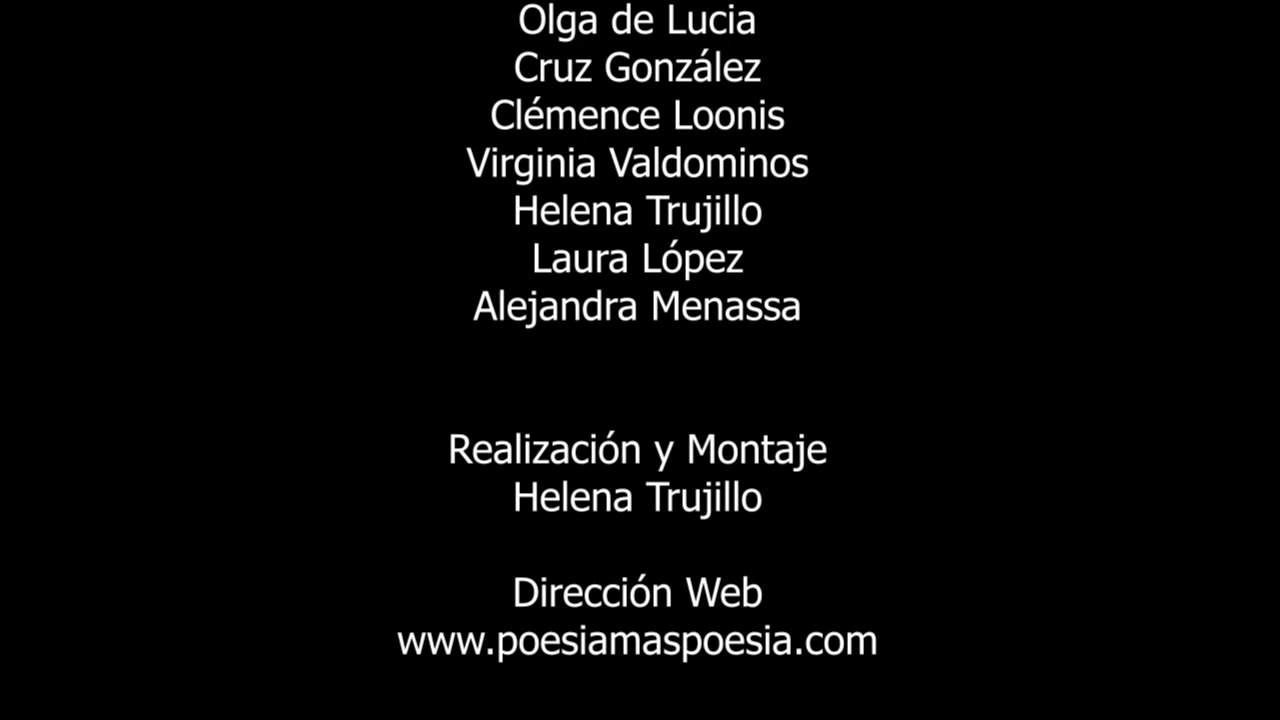 Olga de Lucia
Cruz González
Clémence Loonis
Virginia Valdominos
Helena Trujillo
Laura López
Alejandra Menassa
Realización y Montaje
Helena Trujillo
Dirección Web
www.poesiamaspoesia.com